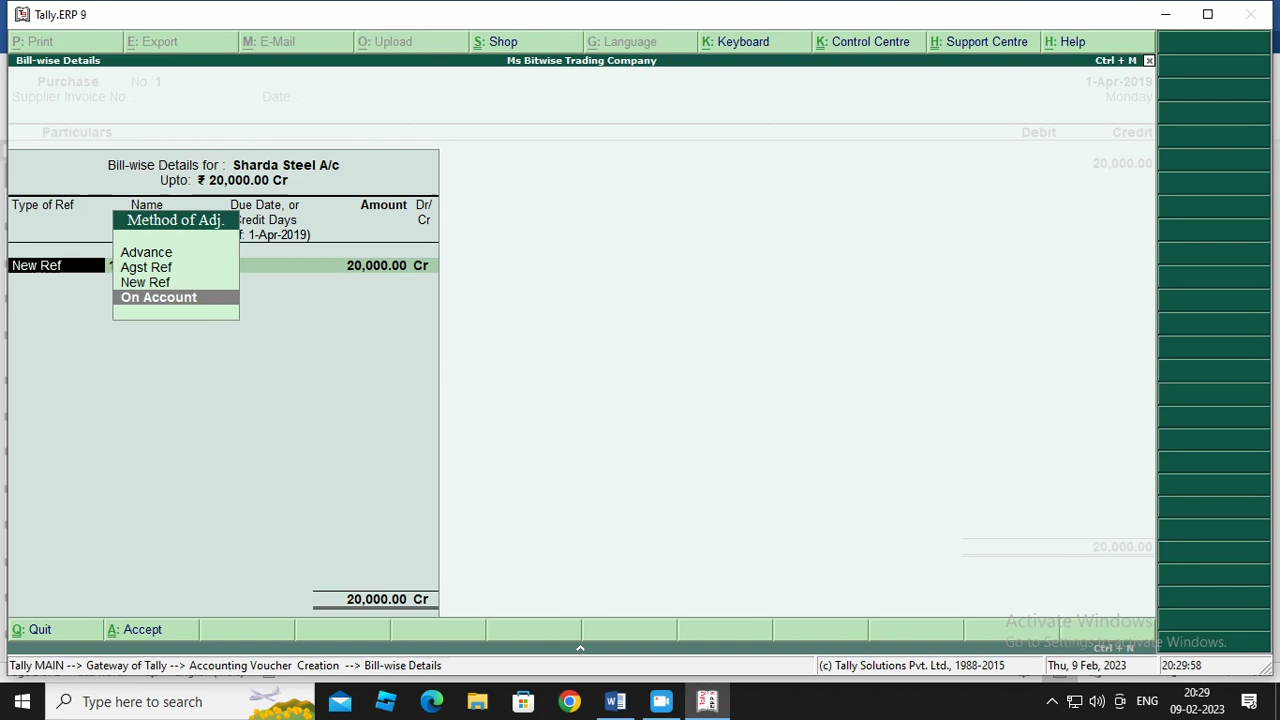 Tally.ERP 9
P: Print E: Export M: E-Mail O: Upload S: Shop G: Language K: Keyboard K: Control Centre H: Support Centre H: Help
Bill-wise Details Ms Bitwise Trading Company Ctrl + M
Purchase No. 1 1-Apr-2019
Supplier Invoice No. : Date : Monday
Particulars Debit Credit
20,000.00
Bill-wise Details for : Sharda Steel A/c
Upto: ₹ 20,000.00 Cr
Type of Ref Name Due Date, or Amount Dr/
Credit Days Cr
1-Apr-2019)
Method of Adj.
Advance
Agst Ref
New Ref
On Account
New Ref 20,000.00 Cr
20,000.00
20,000.00 Cr
Q: Quit A: Accept
Activate Windows
Go to Settings to activate Windows.
Ctrl + N
Tally MAIN --> Gateway of Tally --> Accounting Voucher Creation --> Bill-wise Details (c) Tally Solutions Pvt. Ltd., 1988-2015 Thu, 9 Feb, 2023 20:29:58
Type here to search ENG 20:29
09-02-2023